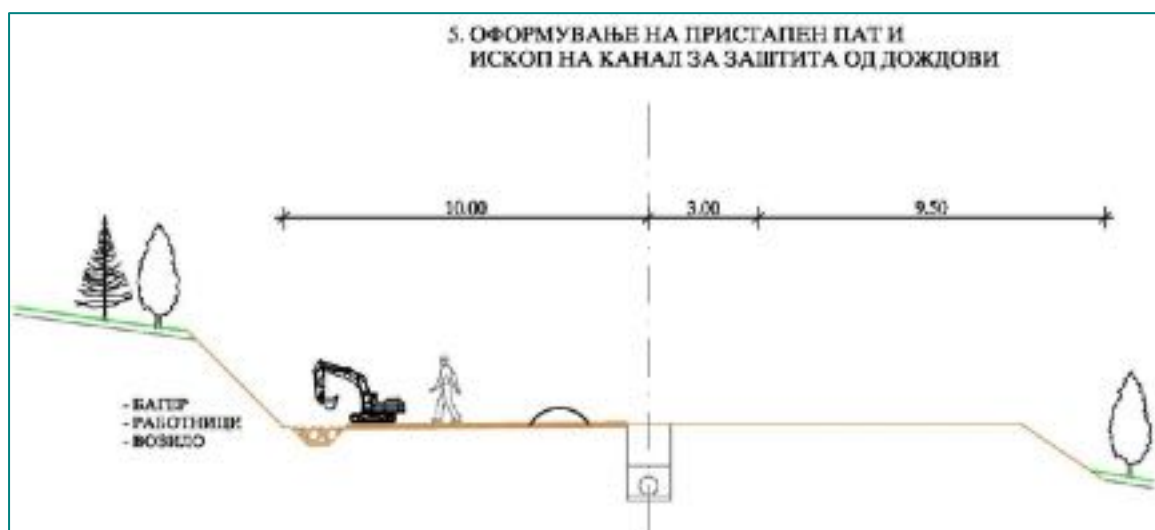 5. ОФОРМУВАЊЕ НА ПРИСТАПЕН ПАТ И
ИСКОП НА КАНАЛ ЗА ЗАШТИТА ОД ДОЖДОВИ
10.00 3.00 9.50
- БАГЕР
- РАБОТНИЦИ
- ВОЗИЛО